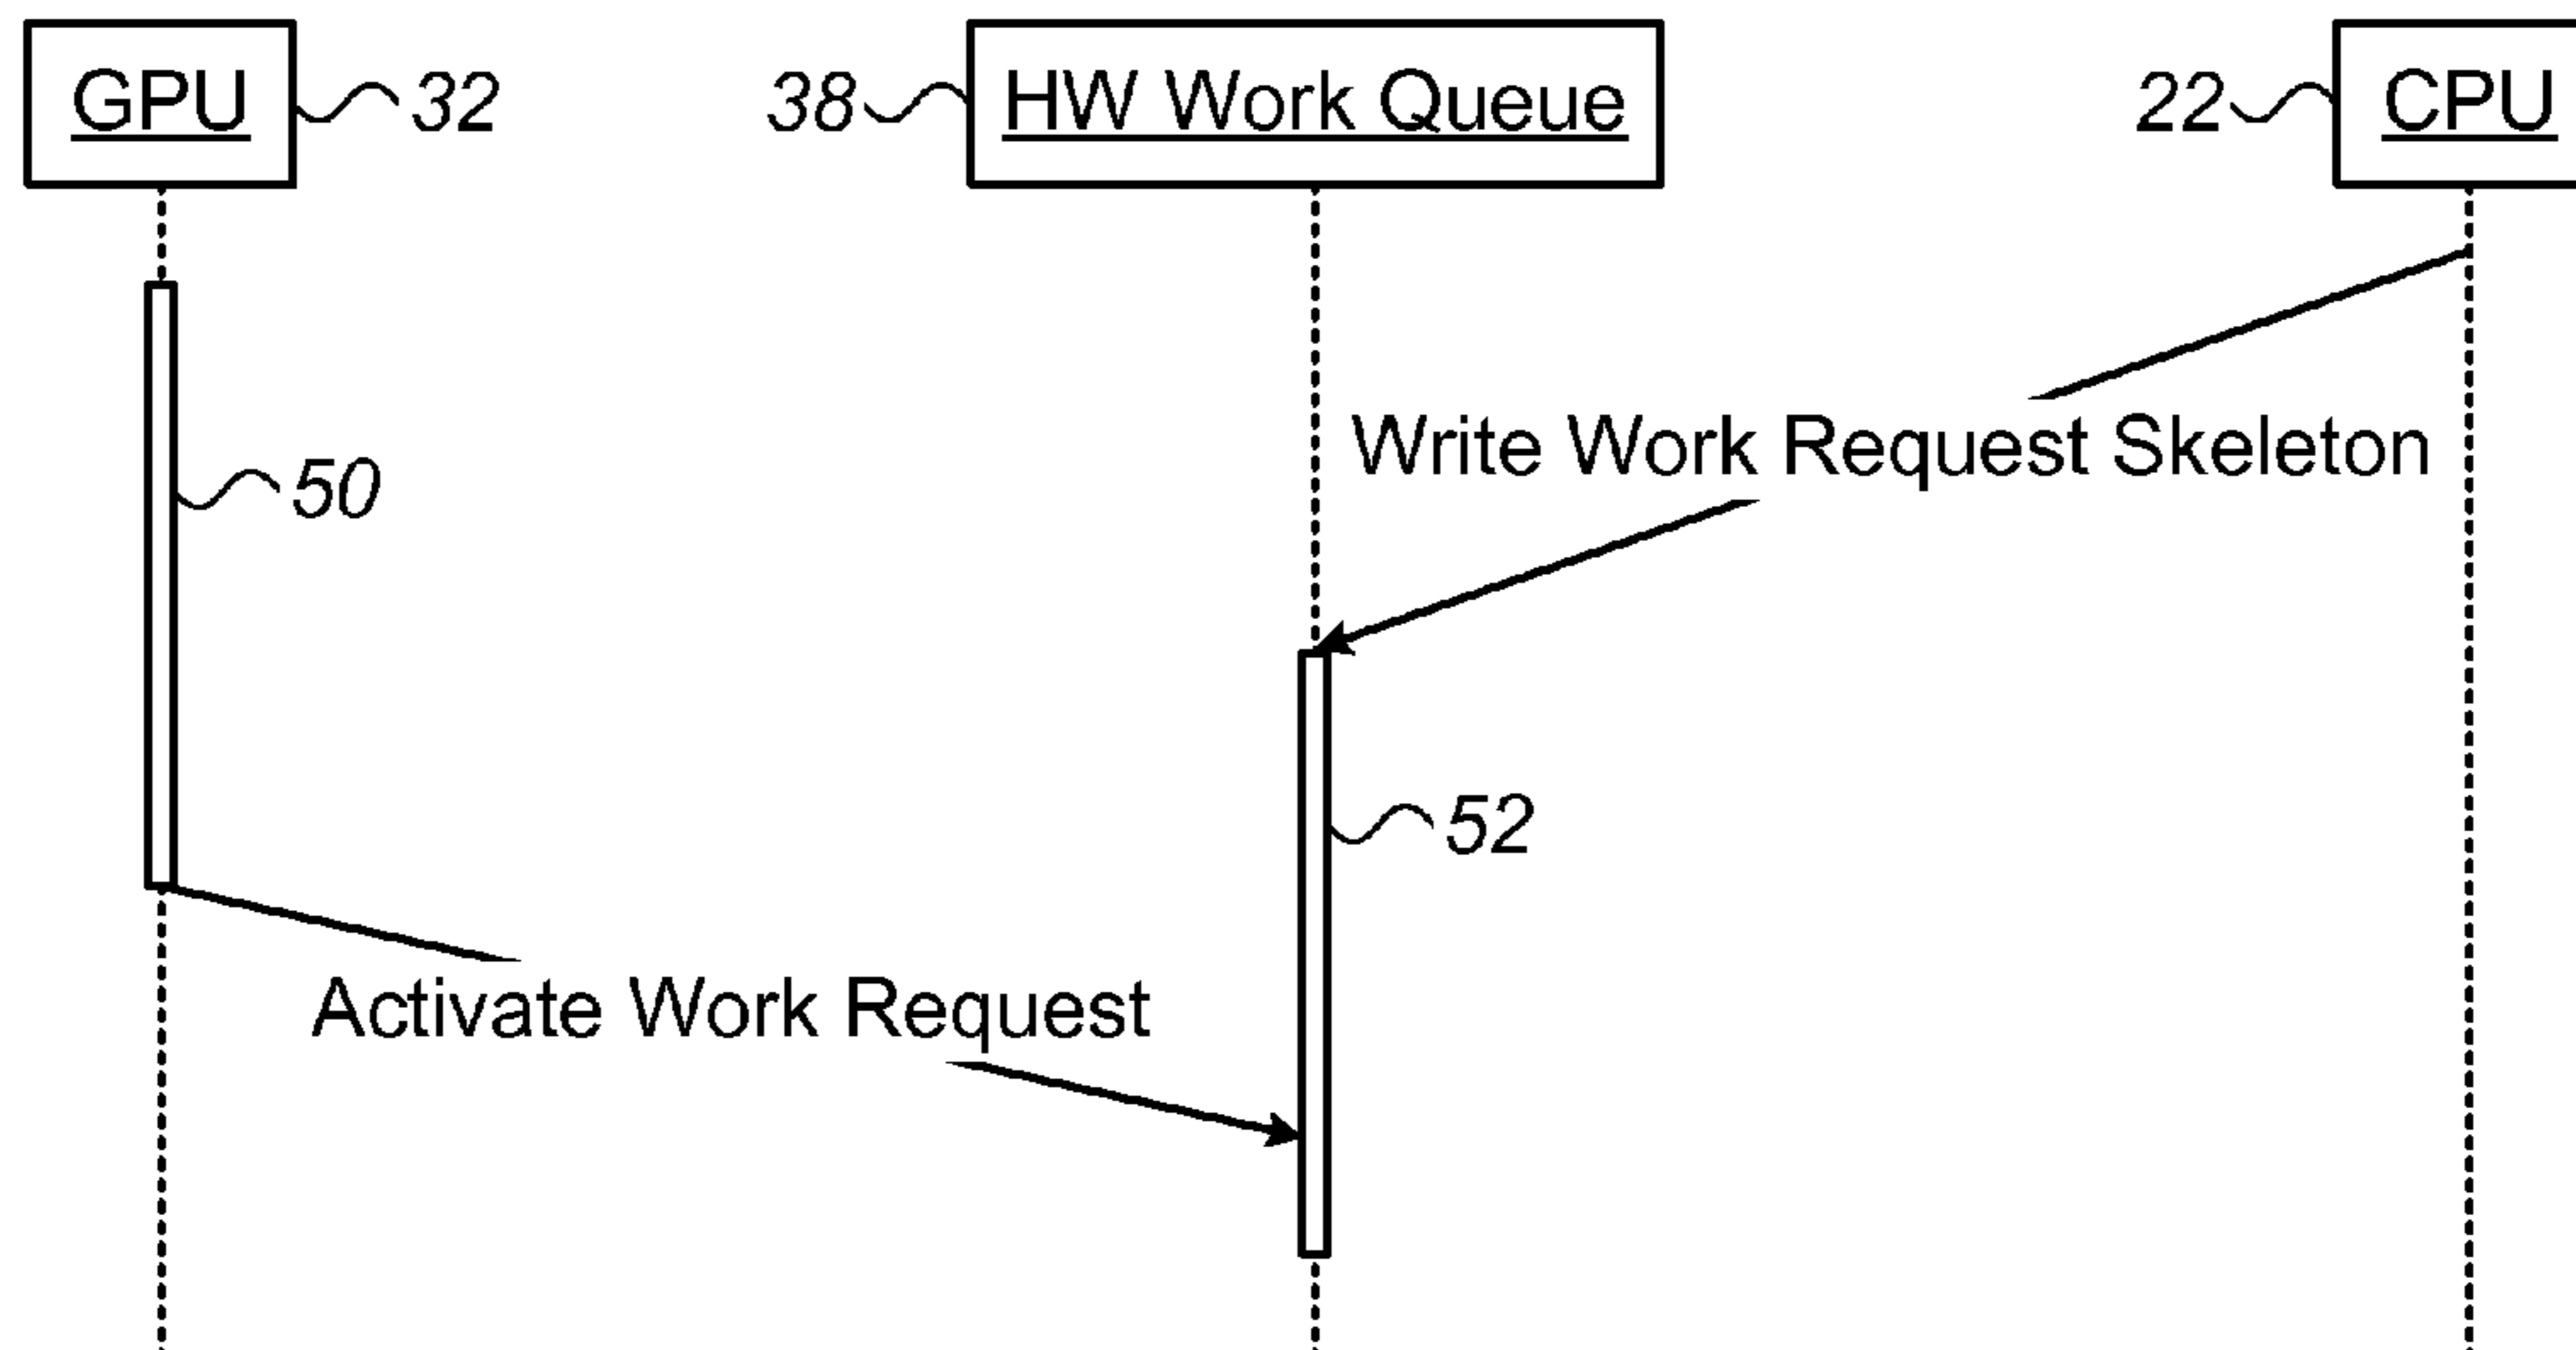 GPU 32 38 HW Work Queue 22 CPU
Write Work Request Skeleton
50
52
Activate Work Request